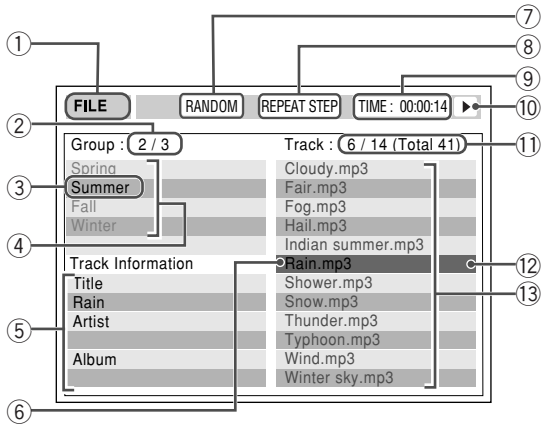 ⑦
① ⑧
⑨
FILE RANDOM REPEAT STEP TIME : 00:00:14 ⑩
②
Group : 2 / 3 Track : 6 / 14 (Total 41) ⑪
Spring Cloudy.mp3
③ Summer Fair.mp3
Fall Fog.mp3
Winter Hail.mp3
④ Indian summer.mp3
Track Information Rain.mp3 ⑫
Title Shower.mp3
⑤ Rain Snow.mp3 ⑬
Artist Thunder.mp3
Typhoon.mp3
Album Wind.mp3
Winter sky.mp3
⑥